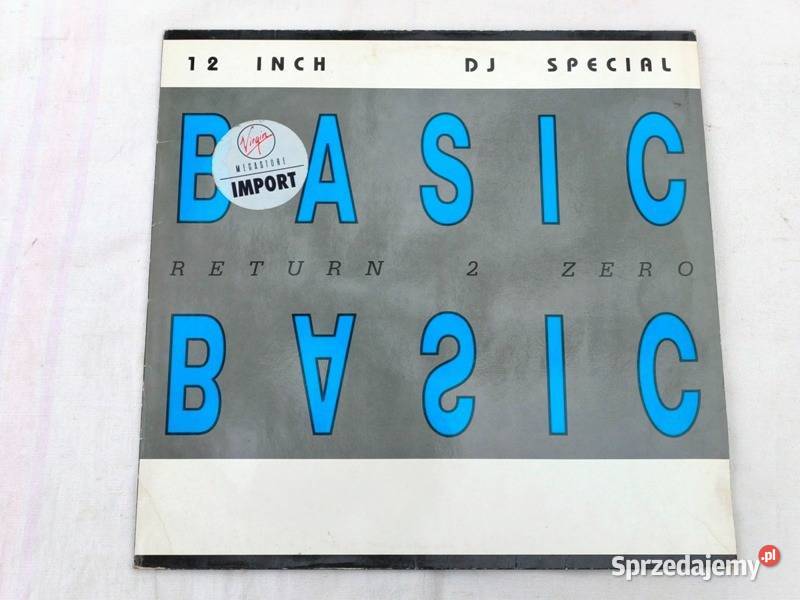 12 INCH DJ SPECIAL
BASIC
Virgin
MEGASTORE
IMPORT
RETURN 2 ZERO
BASIC
Sprzedajemy.pl